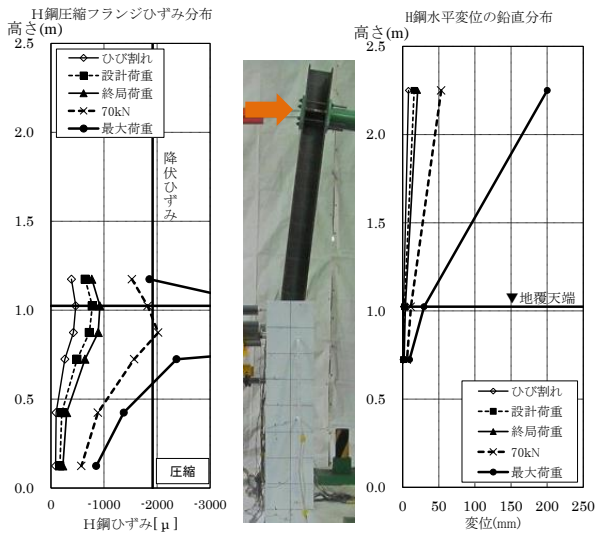 H鋼圧縮フランジひずみ分布
高さ(m)
2.5
2.0
1.5
1.0
0.5
0.0
ひび割れ
設計荷重
終局荷重
70kN
最大荷重
降伏ひずみ
圧縮
0 -1000 -2000 -3000
H鋼ひずみ[μ]
H鋼水平変位の鉛直分布
高さ(m)
2.5
2.0
1.5
1.0
0.5
0.0
▼地覆天端
ひび割れ
設計荷重
終局荷重
70kN
最大荷重
0 50 100 150 200 250
変位(mm)